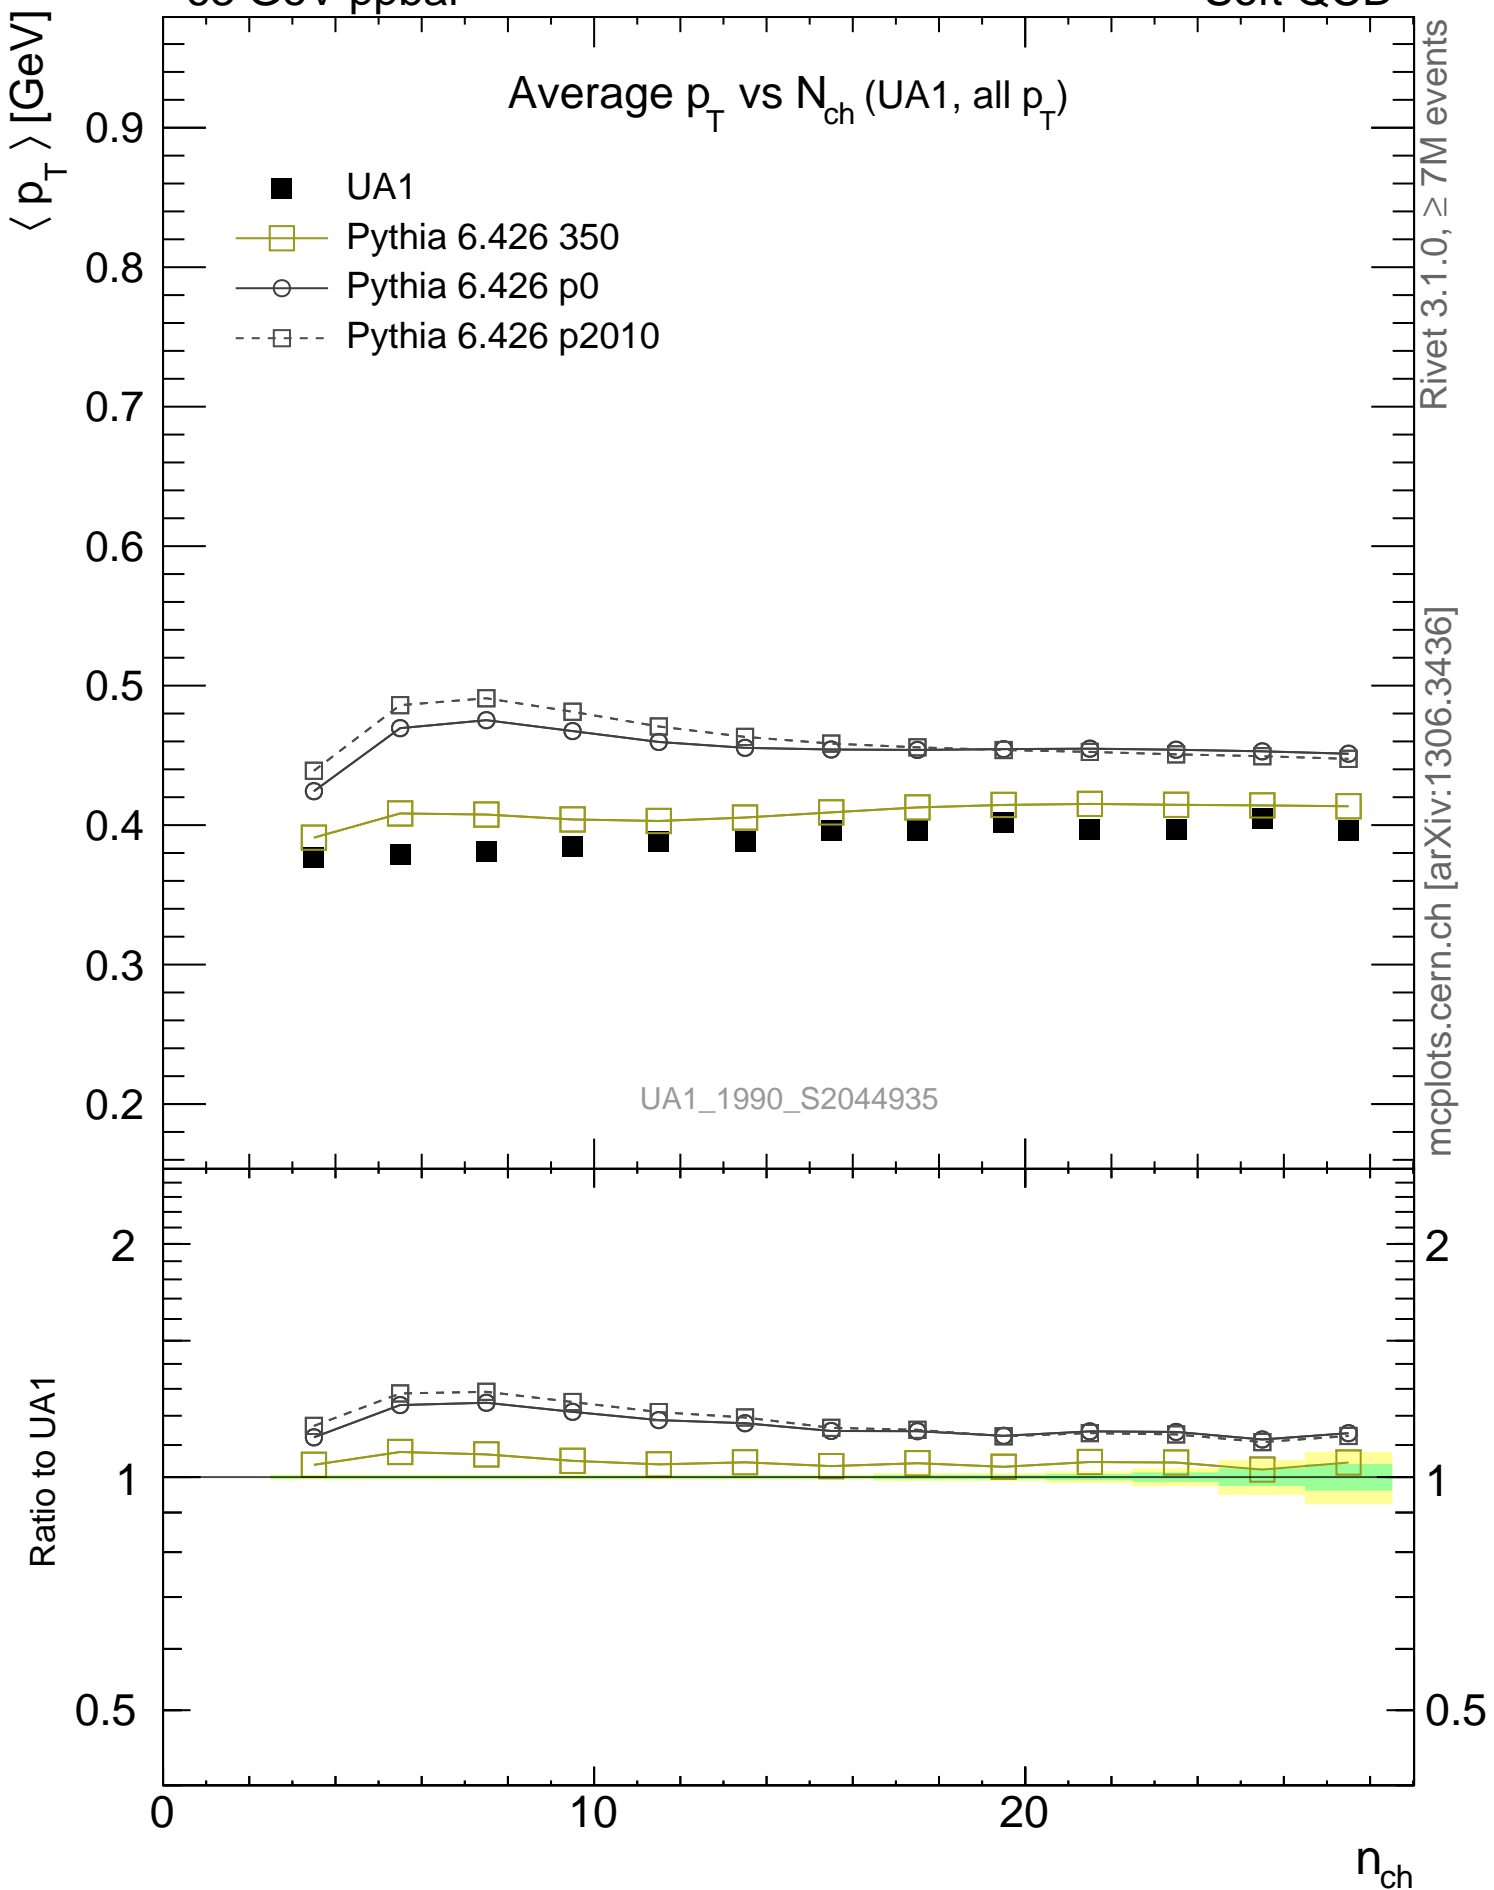 Average p_T vs N_ch (UA1, all p_T)
⟨ p_T ⟩ [GeV]
UA1
Pythia 6.426 350
Pythia 6.426 p0
Pythia 6.426 p2010
0.9
0.8
0.7
0.6
0.5
0.4
0.3
0.2
UA1_1990_S2044935
Rivet 3.1.0, ≥ 7M events
mcplots.cern.ch [arXiv:1306.3436]
Ratio to UA1
2
1
0.5
2
1
0.5
0 10 20
n_ch